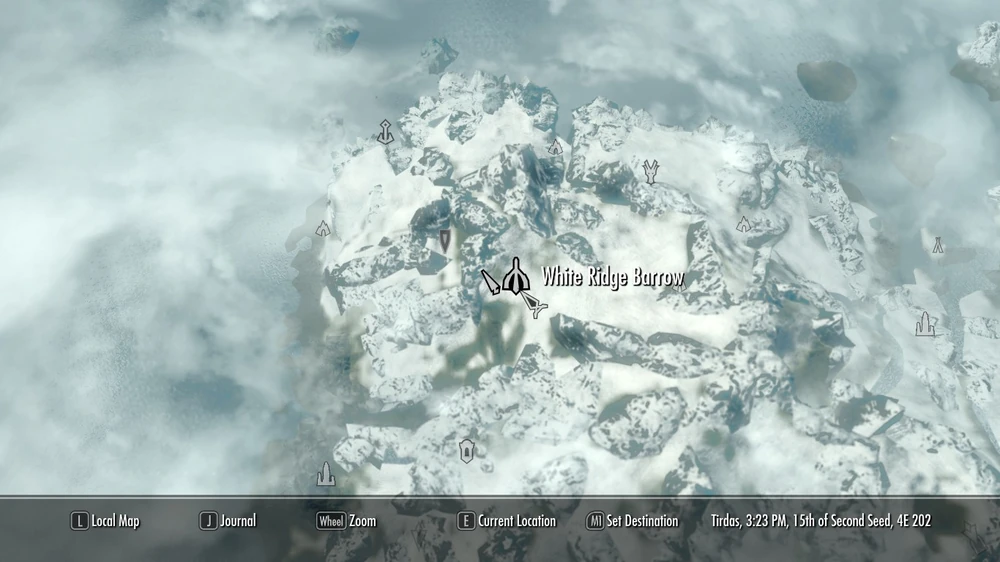 White Ridge Barrow
L Local Map
J Journal
Wheel Zoom
E Current Location
M1 Set Destination
Tirdas, 3:23 PM, 15th of Second Seed, 4E 202